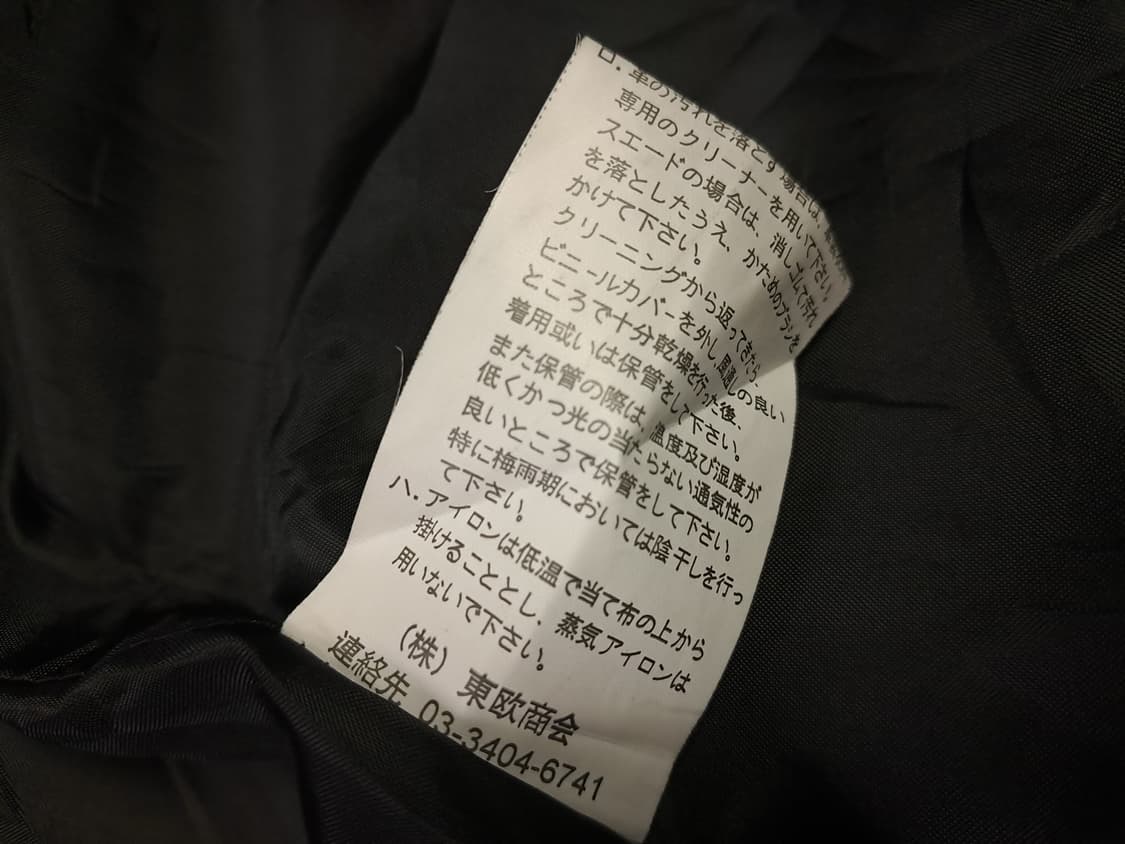 ロ．革の汚れを落とす場合は、
専用のクリーナーを用いて下さい。
スエードの場合は、消しゴムで汚れ
を落としたうえ、かためのブラシを
かけて下さい。
クリーニングから返ってきたら、
ビニールカバーを外し、風通しの良い
ところで十分乾燥を行った後、
着用或いは保管をして下さい。
また保管の際は、温度及び湿度が
低くかつ光の当たらない通気性の
良いところで保管をして下さい。
特に梅雨期においては陰干しを行っ
て下さい。
ハ．アイロンは低温で当て布の上から
掛けることとし、蒸気アイロンは
用いないで下さい。
（株）東欧商会
連絡先 03-3404-6741